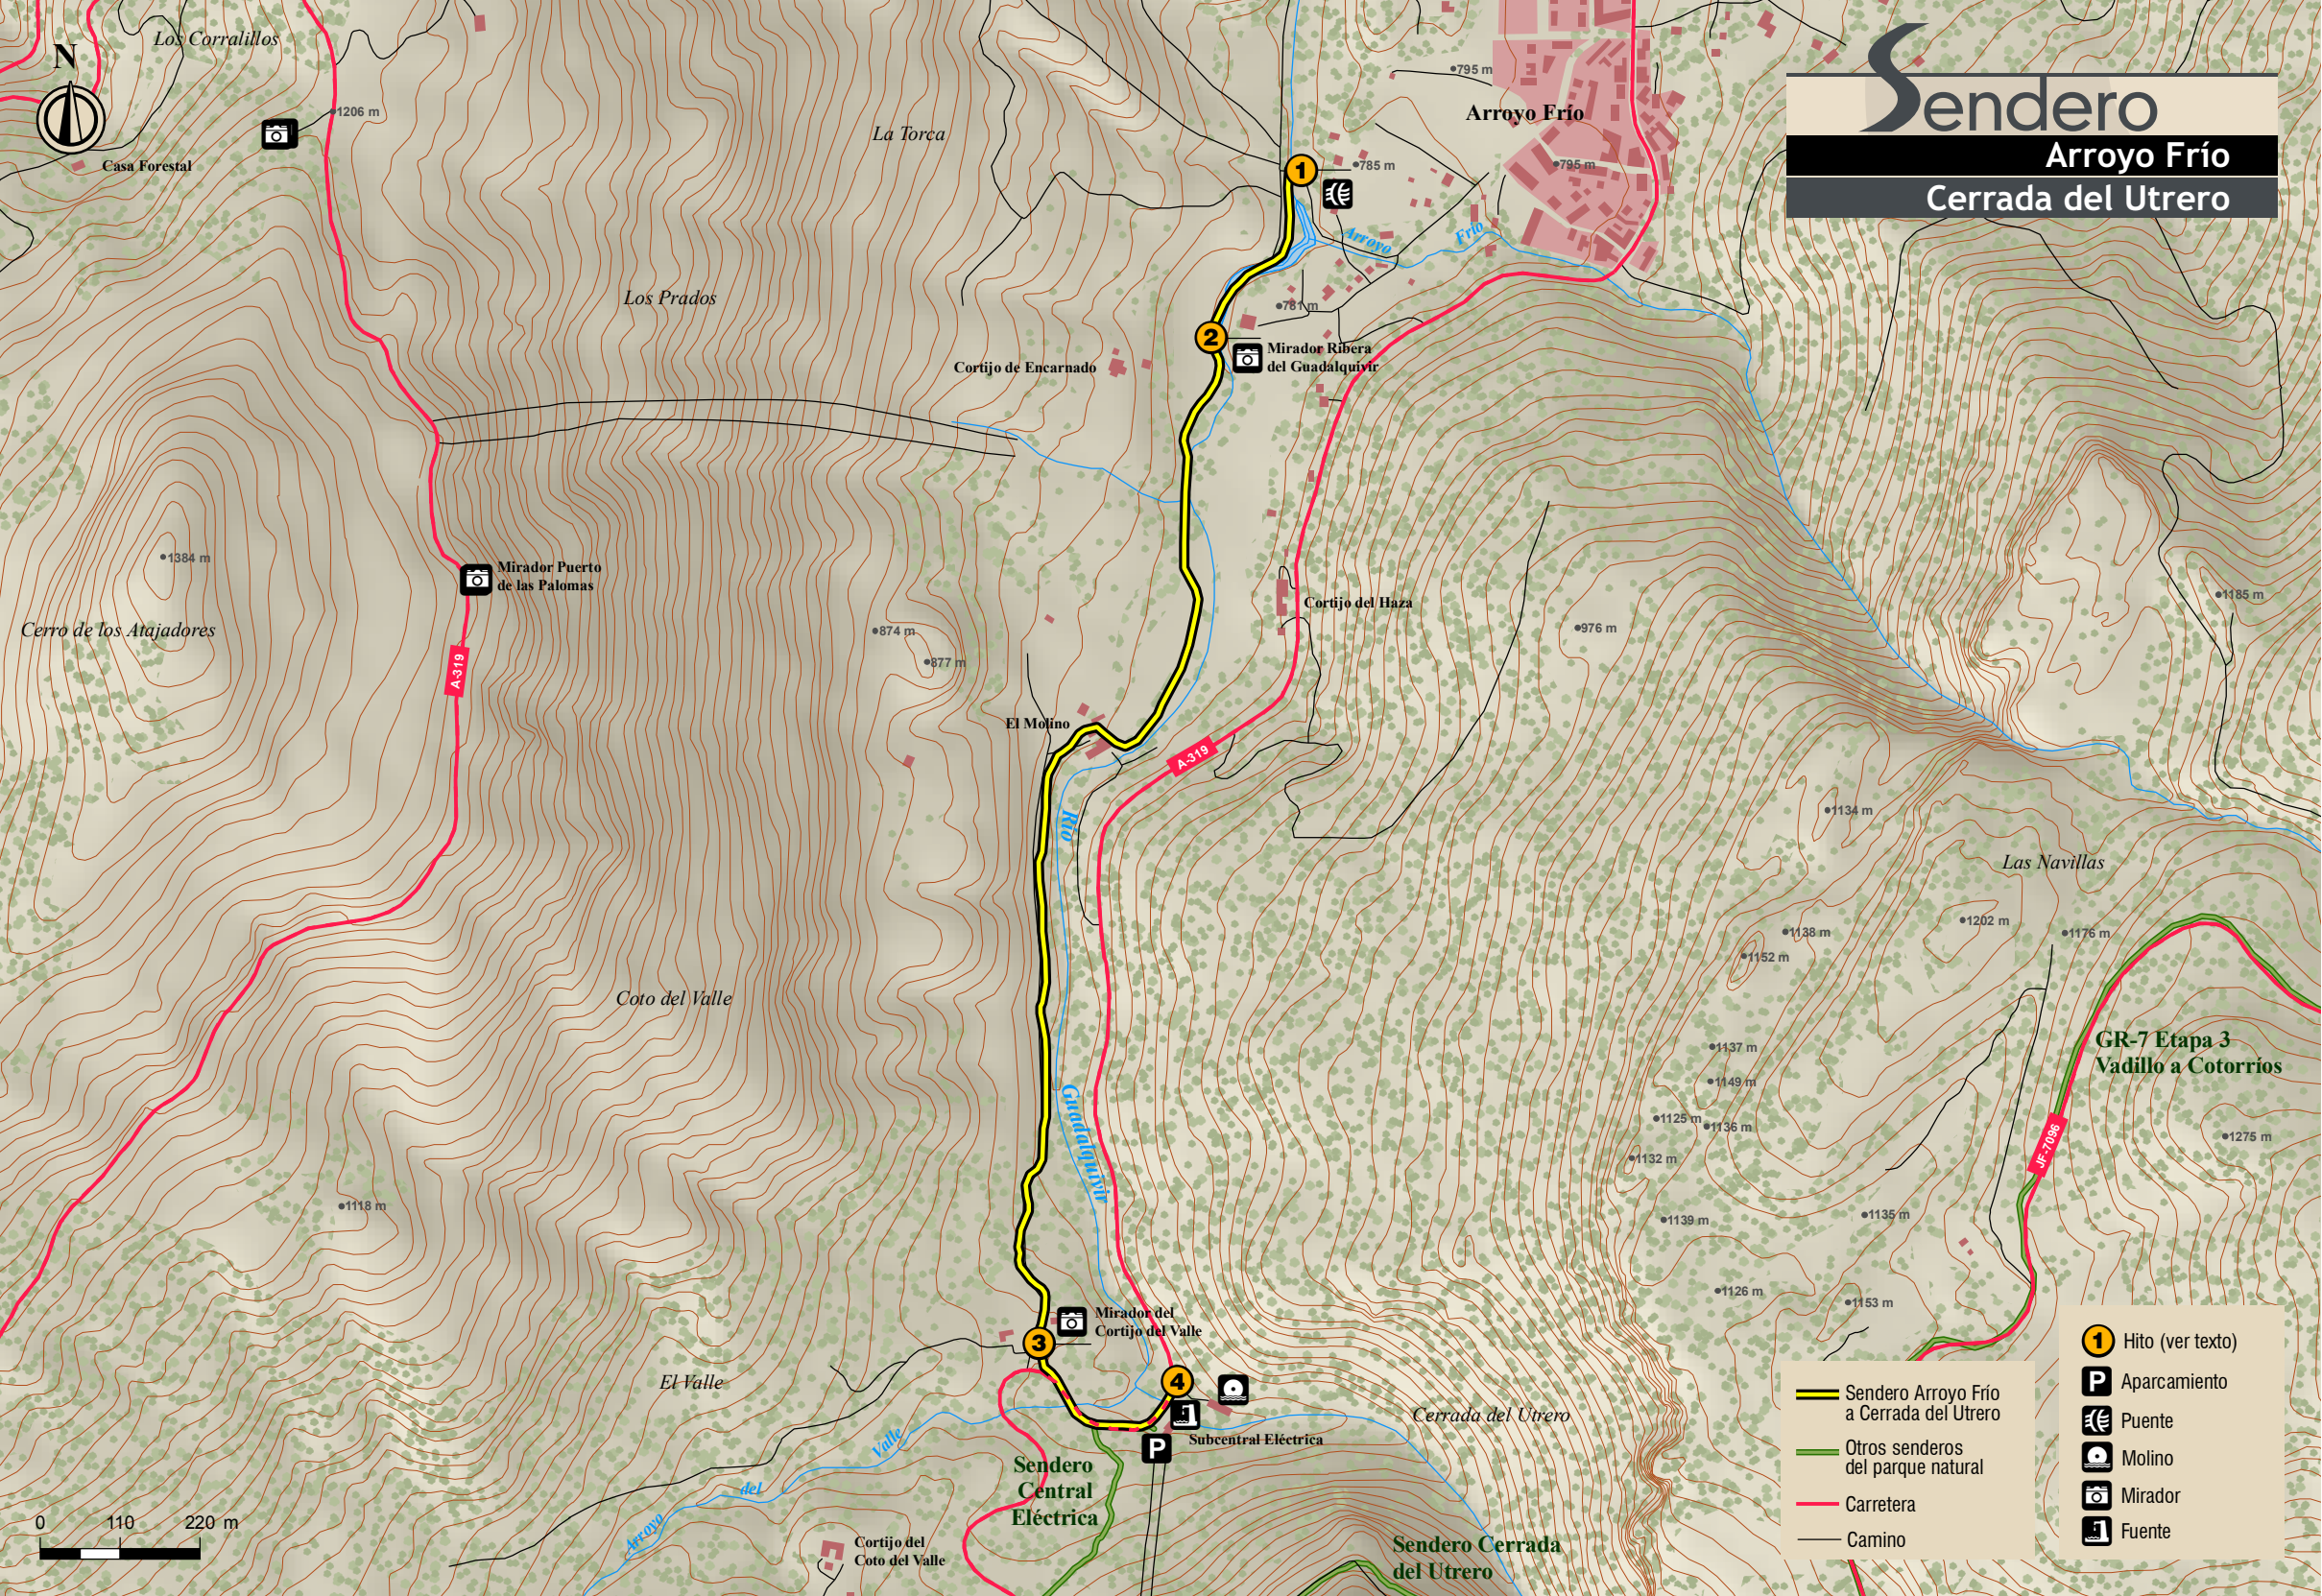 Sendero
Arroyo Frío
Cerrada del Utrero
N
Los Corralillos
1206 m
Casa Forestal
La Torca
795 m
Arroyo Frío
795 m
1
785 m
Arroyo Frío
Los Prados
781 m
2
Mirador Ribera
del Guadalquivir
Cortijo de Encarnado
1384 m
Mirador Puerto
de las Palomas
Cerro de los Atajadores
A-319
874 m
877 m
Cortijo del Haza
976 m
1185 m
El Molino
A-319
Río
Guadalquivir
1134 m
Las Navillas
1202 m
1138 m
1176 m
1152 m
Coto del Valle
GR-7 Etapa 3
Vadillo a Cotorríos
1137 m
1149 m
1125 m
1136 m
1132 m
1275 m
JF-7096
1118 m
1139 m
1135 m
1126 m
1153 m
Mirador del
Cortijo del Valle
3
4
El Valle
Cerrada del Utrero
Subcentral Eléctrica
P
Arroyo del Valle
Sendero
Central
Eléctrica
Cortijo del
Coto del Valle
Sendero Cerrada
del Utrero
0 110 220 m
Sendero Arroyo Frío
a Cerrada del Utrero
Otros senderos
del parque natural
Carretera
Camino
1 Hito (ver texto)
P Aparcamiento
Puente
Molino
Mirador
Fuente